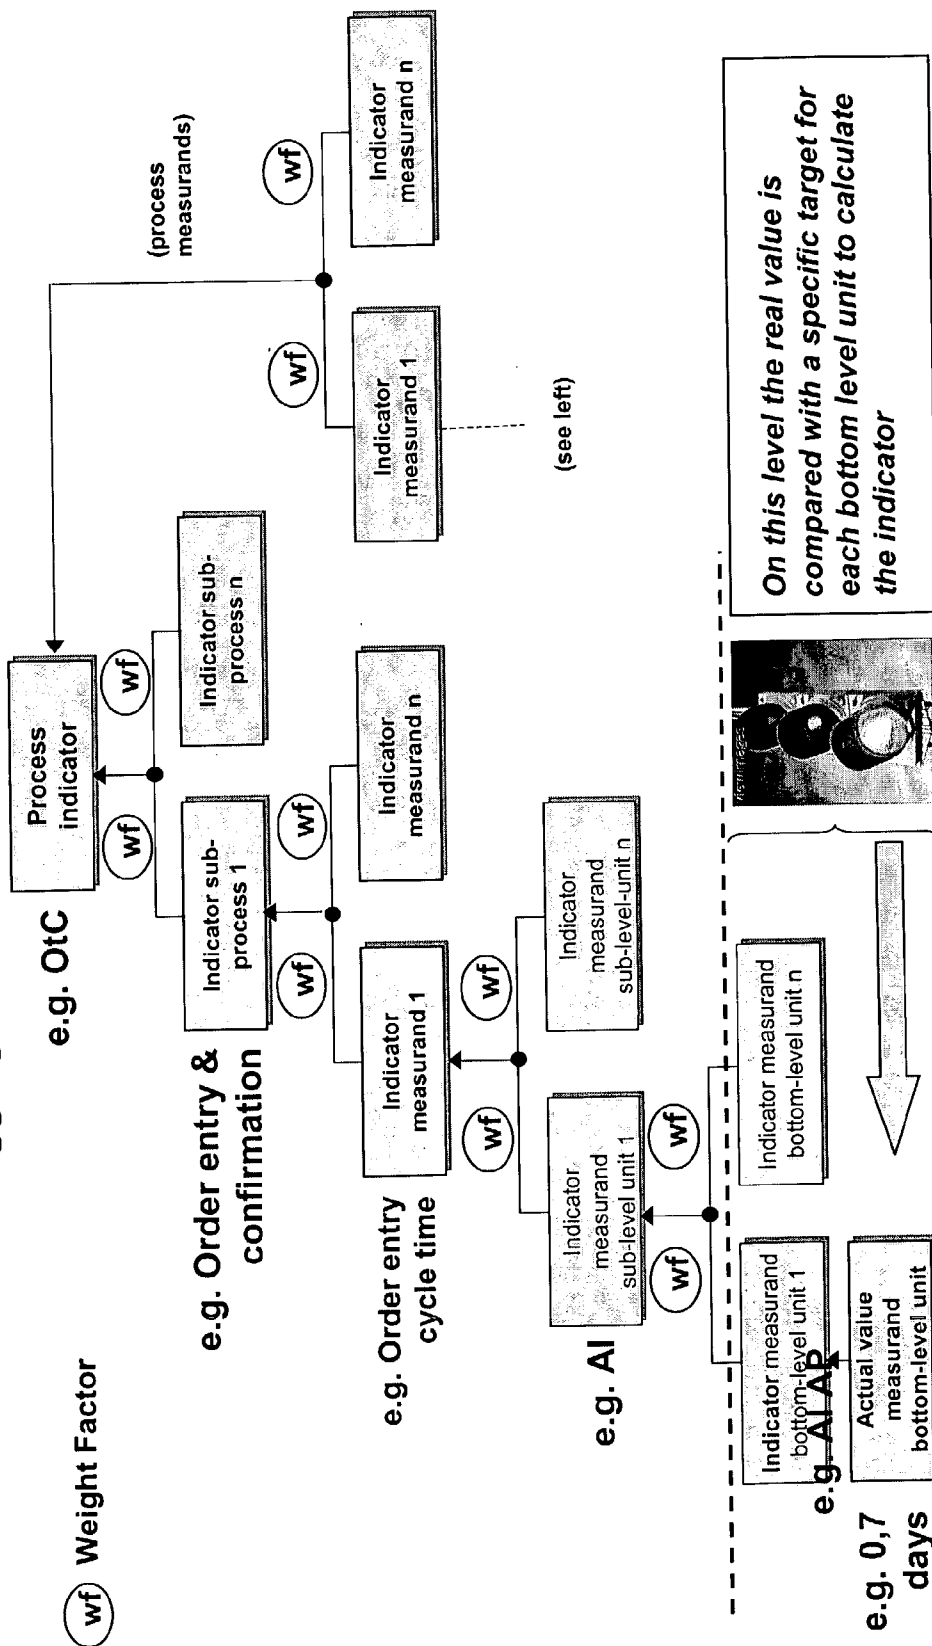 wf Weight Factor
e.g. OtC
Process
indicator
wf
wf
(process
measurands)
e.g. Order entry &
confirmation
Indicator sub-
process 1
Indicator sub-
process n
wf
wf
wf
wf
e.g. Order entry
cycle time
Indicator
measurand 1
Indicator
measurand n
Indicator
measurand 1
Indicator
measurand n
wf
wf
(see left)
e.g. AI
Indicator
measurand
sub-level unit 1
Indicator
measurand
sub-level-unit n
wf
wf
Indicator measurand
bottom-level unit 1
Indicator measurand
bottom-level unit n
e.g. AI AP
e.g. 0,7
days
Actual value
measurand
bottom-level unit
On this level the real value is
compared with a specific target for
each bottom level unit to calculate
the indicator